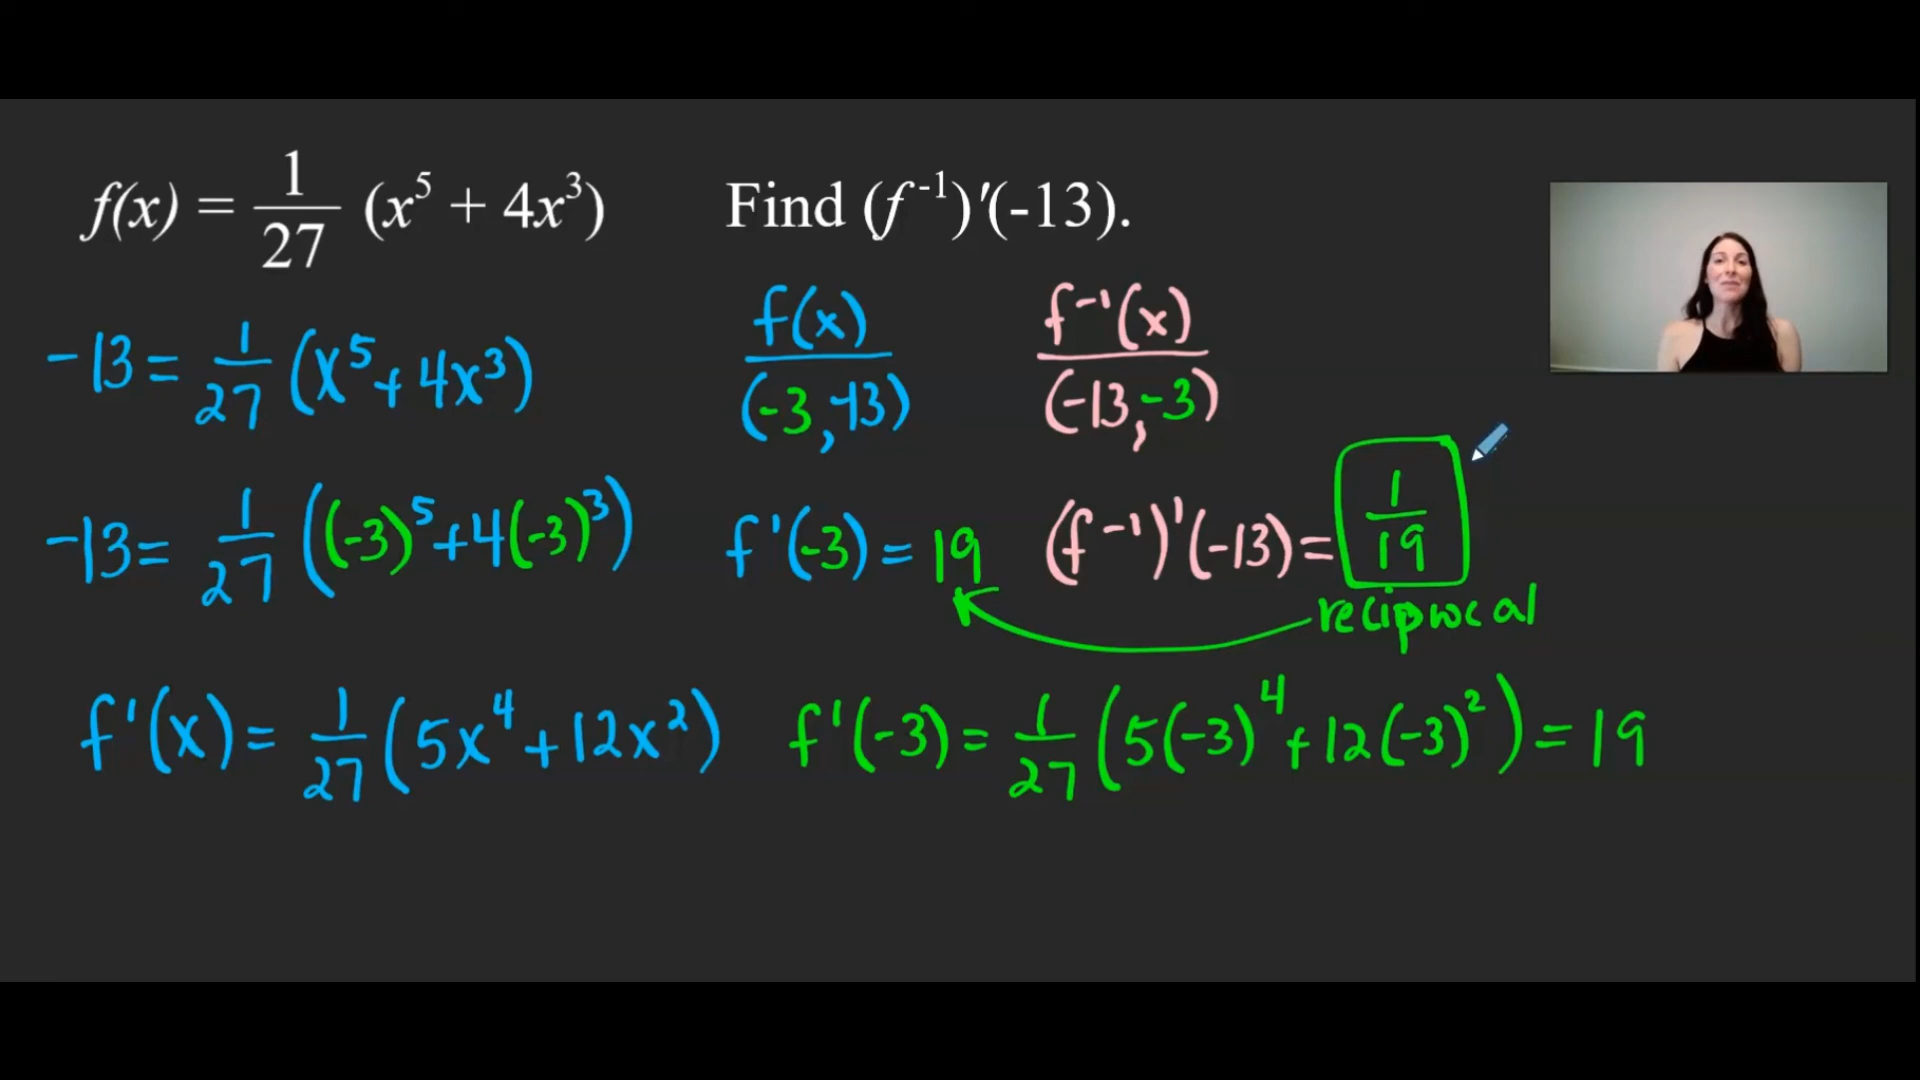 f(x) = 1/27 (x⁵ + 4x³) Find (f⁻¹)′(-13).
-13 = 1/27 (x⁵ + 4x³)
f(x) f⁻¹(x)
(-3, -13) (-13, -3)
-13 = 1/27 ((-3)⁵ + 4(-3)³) f'(-3) = 19 (f⁻¹)'(-13) = 1/19
reciprocal
f'(x) = 1/27 (5x⁴ + 12x²) f'(-3) = 1/27 (5(-3)⁴ + 12(-3)²) = 19